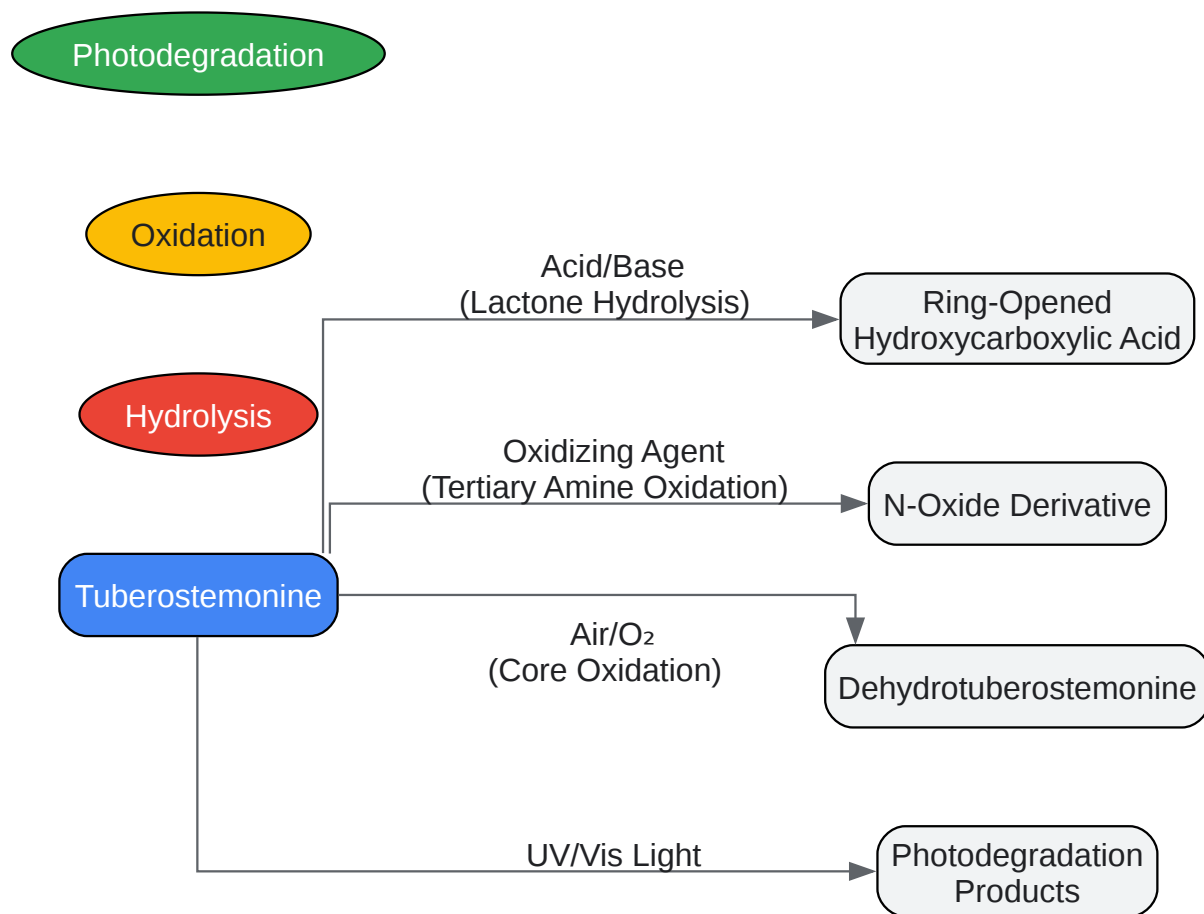 Photodegradation
Oxidation
Acid/Base
(Lactone Hydrolysis)
Ring-Opened
Hydroxycarboxylic Acid
Hydrolysis
Oxidizing Agent
(Tertiary Amine Oxidation)
N-Oxide Derivative
Tuberostemonine
Air/O₂
(Core Oxidation)
Dehydrotuberostemonine
UV/Vis Light
Photodegradation
Products